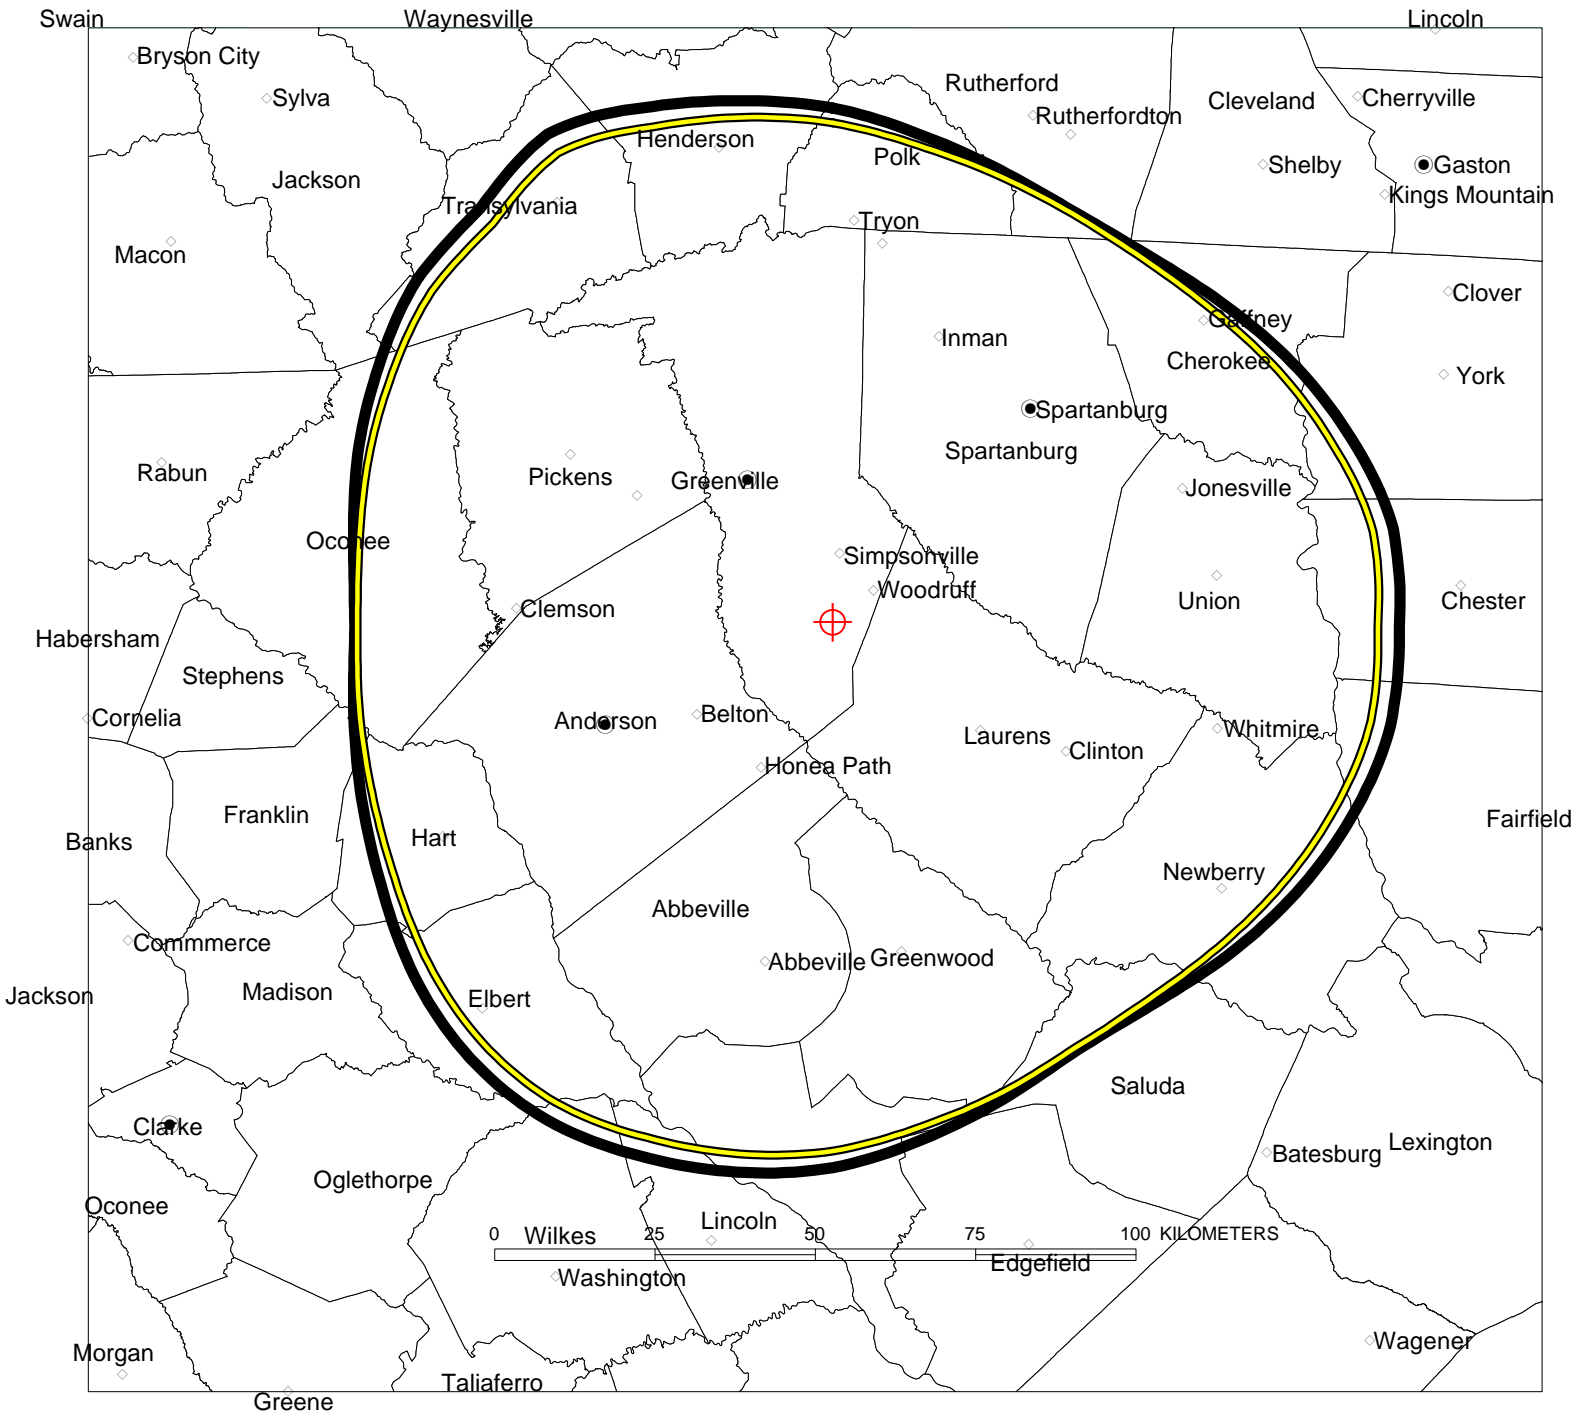 Swain
Waynesville
Lincoln
Bryson City
Rutherford
Cleveland
Cherryville
Sylva
Rutherfordton
Henderson
Polk
Shelby
Gaston
Jackson
Kings Mountain
Transylvania
Tryon
Macon
Clover
Gaffney
Inman
Cherokee
York
Spartanburg
Spartanburg
Rabun
Pickens
Greenville
Jonesville
Oconee
Simpsonville
Woodruff
Clemson
Union
Chester
Habersham
Stephens
Cornelia
Anderson
Belton
Laurens
Whitmire
Clinton
Honea Path
Franklin
Fairfield
Banks
Hart
Newberry
Abbeville
Commmerce
Abbeville
Greenwood
Jackson
Madison
Elbert
Saluda
Clarke
Lexington
Batesburg
Oglethorpe
Oconee
Lincoln
Wilkes
0 25 50 75 100 KILOMETERS
Edgefield
Washington
Wagener
Morgan
Taliaferro
Greene